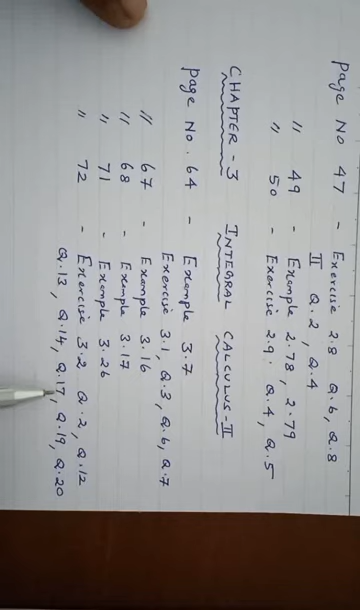 Page No 47 - Exercise 2.8 Q.6, Q.8
II Q.2, Q.4
" 49 - Example 2.78, 2.79
" 50 - Exercise 2.9. Q.4, Q.5
CHAPTER - 3 INTEGRAL CALCULUS - II
Page No. 64 - Example 3.7
Exercise 3.1, Q.3, Q.6, Q.7
" 67 - Example 3.16
" 68 - Example 3.17
" 71 - Example 3.26
" 72 - Exercise 3.2 Q.2, Q.12
Q.13, Q.14, Q.17, Q.19, Q.20